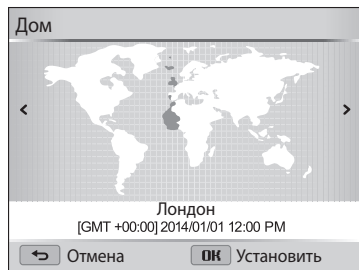 Дом
Лондон
[GMT +00:00] 2014/01/01 12:00 PM
Отмена
OK Установить